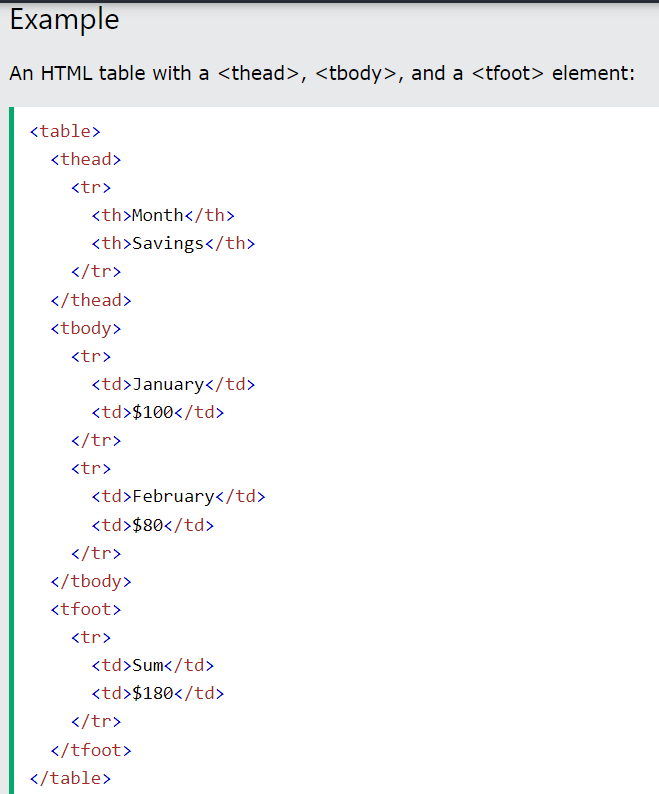 Example
An HTML table with a <thead>, <tbody>, and a <tfoot> element:
<table>
  <thead>
    <tr>
      <th>Month</th>
      <th>Savings</th>
    </tr>
  </thead>
  <tbody>
    <tr>
      <td>January</td>
      <td>$100</td>
    </tr>
    <tr>
      <td>February</td>
      <td>$80</td>
    </tr>
  </tbody>
  <tfoot>
    <tr>
      <td>Sum</td>
      <td>$180</td>
    </tr>
  </tfoot>
</table>